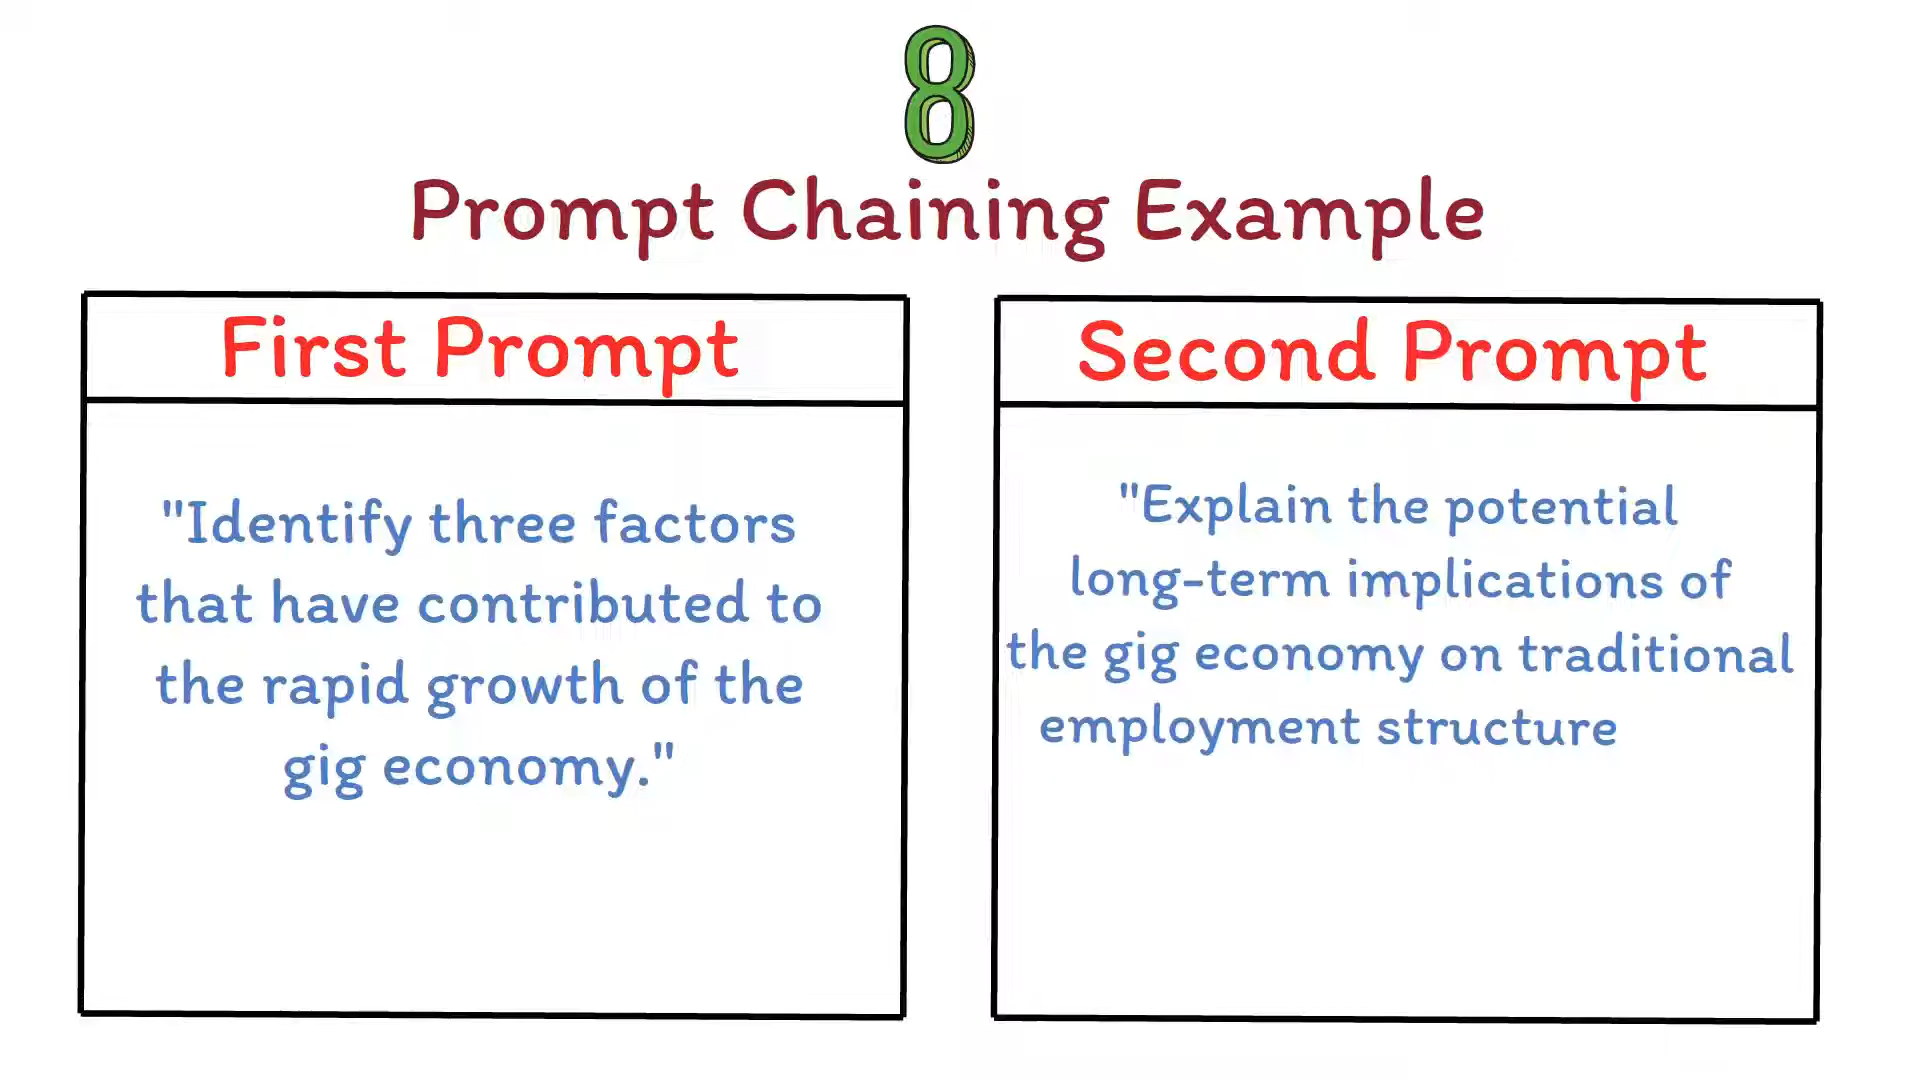 8
Prompt Chaining Example
First Prompt
"Identify three factors
that have contributed to
the rapid growth of the
gig economy."
Second Prompt
"Explain the potential
long-term implications of
the gig economy on traditional
employment structure